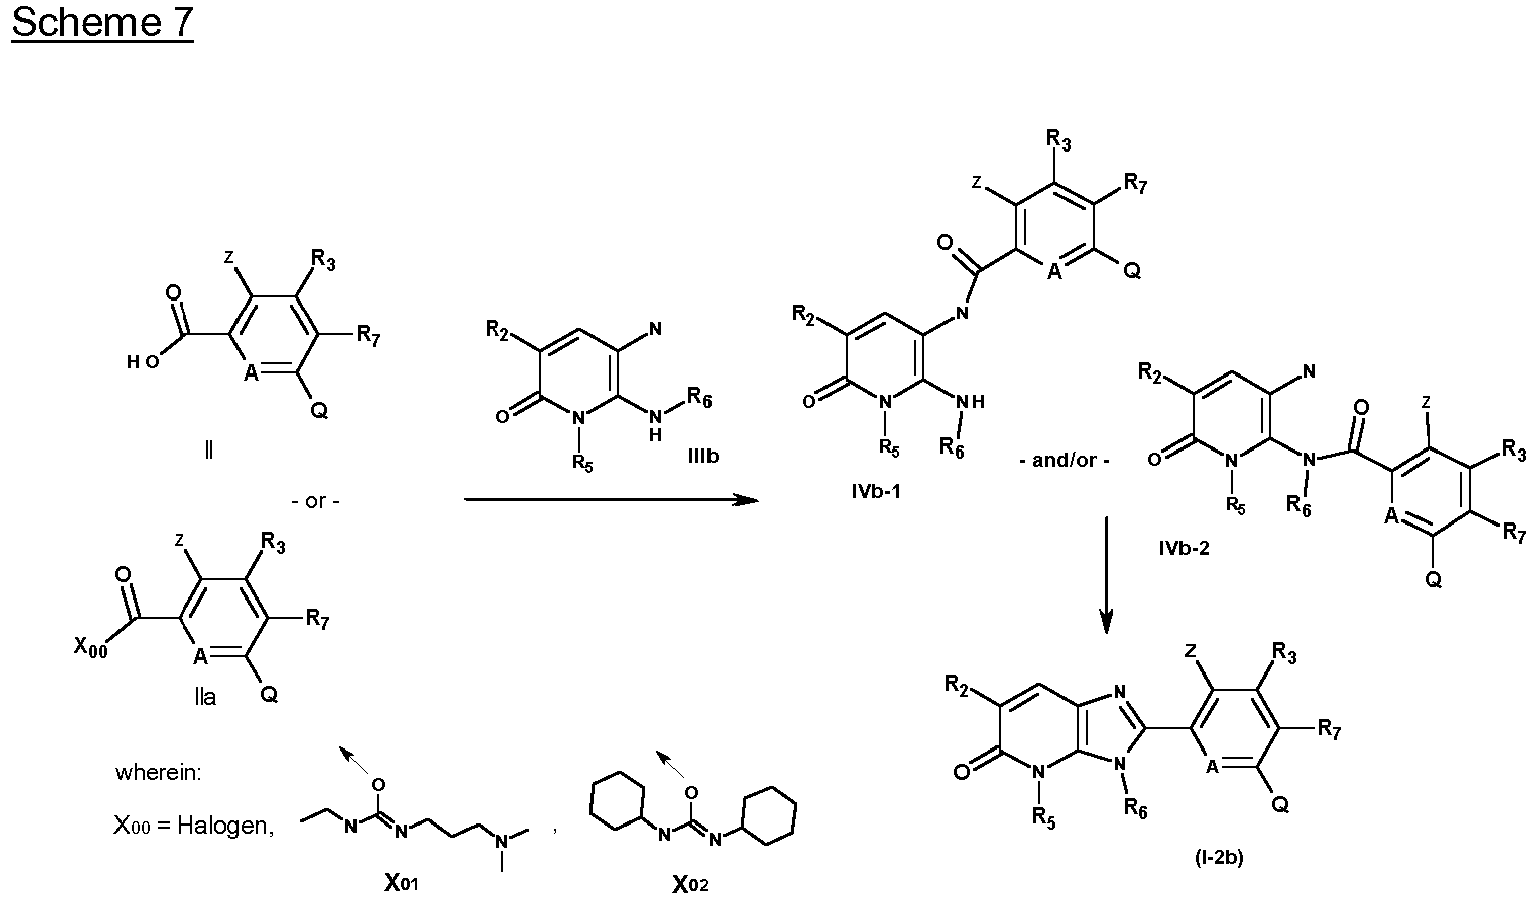 Scheme 7
R3
Z
R7
O
A
Q
N
R2
O
N
NH
R5
R6
IVb-1
Z
R3
O
R7
HO
A
Q
II
R2
N
O
N
N
H
R6
R5
IIIb
- or -
- and/or -
R2
N
O
Z
O
N
N
R3
R5
R6
A
R7
Q
IVb-2
Z
R3
O
R7
X00
A
Q
IIa
Z
R3
R2
N
R7
O
N
N
A
Q
R5
R6
(I-2b)
wherein:
X00 = Halogen,
O
N
N
N
,
X01
O
N
N
X02